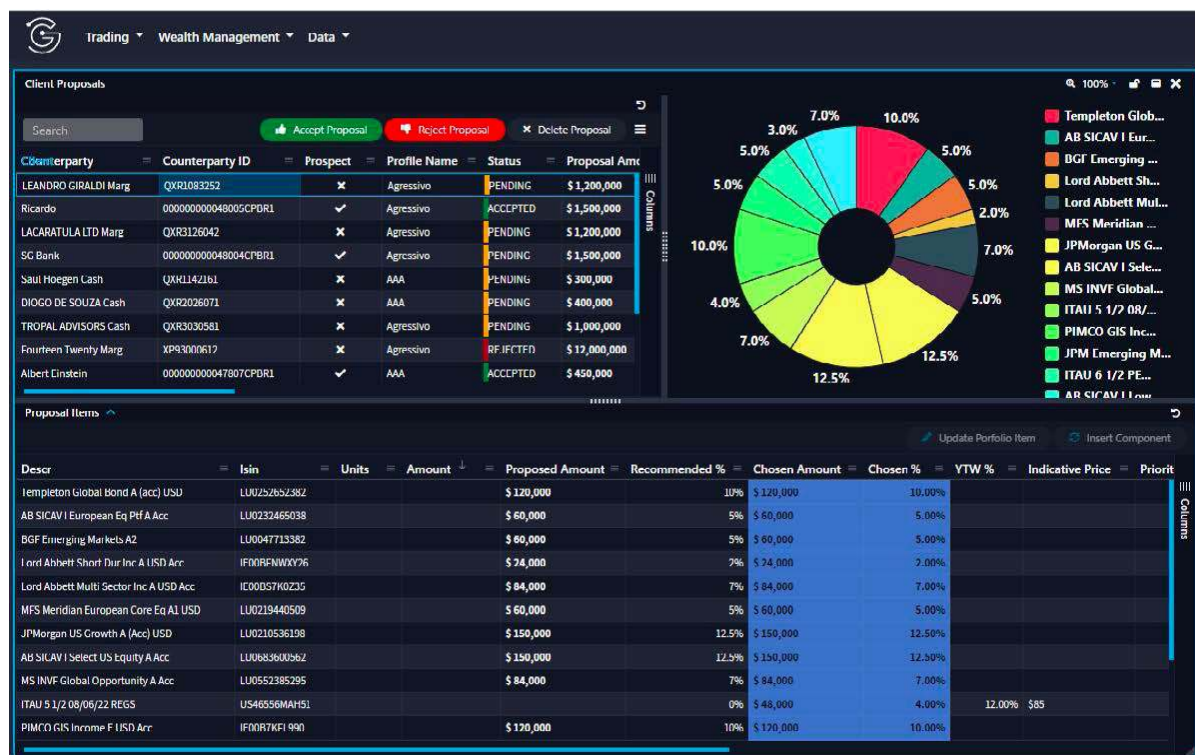 Trading Wealth Management Data
Client Proposals
100%
Search
Accept Proposal Reject Proposal Delete Proposal
Counterparty Counterparty ID Prospect Profile Name Status Proposal Amo
LEANDRO GIRALDI Marg QXR1083252 Agressivo PENDING $ 1,200,000
Ricardo 000000000048005CPBR1 Agressivo ACCEPTED $ 1,500,000
LACARATULA LTD Marg QXR3126042 Agressivo PENDING $ 1,200,000
SG Bank 000000000048004CPBR1 Agressivo PENDING $ 1,500,000
Saul Hoegen Cash QXR1142161 AAA PENDING $ 300,000
DIOGO DE SOUZA Cash QXR2026071 AAA PENDING $ 400,000
TROPAL ADVISORS Cash QXR3030581 Agressivo PENDING $ 1,000,000
Fourteen Twenty Marg XP93000612 Agressivo REJECTED $ 12,000,000
Albert Einstein 000000000047807CPBR1 AAA ACCEPTED $ 450,000
Columns
10.0%
5.0%
5.0%
2.0%
7.0%
5.0%
12.5%
12.5%
7.0%
4.0%
10.0%
5.0%
5.0%
3.0%
7.0%
Templeton Glob...
AB SICAV I Eur...
BGF Emerging ...
Lord Abbett Sh...
Lord Abbett Mul...
MFS Meridian ...
JPMorgan US G...
AB SICAV I Sele...
MS INVF Global...
ITAU 5 1/2 08/...
PIMCO GIS Inc...
JPM Emerging M...
ITAU 6 1/2 PE...
AB SICAV I Low
Proposal Items
Update Porfolio Item Insert Component
Descr Isin Units Amount Proposed Amount Recommended % Chosen Amount Chosen % YTW % Indicative Price Priorit
Templeton Global Bond A (acc) USD LU0252652382 $ 120,000 10% $ 120,000 10.00%
AB SICAV I European Eq Ptf A Acc LU0232465038 $ 60,000 5% $ 60,000 5.00%
BGF Emerging Markets A2 LU0047713382 $ 60,000 5% $ 60,000 5.00%
Lord Abbett Short Dur Inc A USD Acc IE00BFNWXY26 $ 24,000 2% $ 24,000 2.00%
Lord Abbett Multi Sector Inc A USD Acc $ 84,000 7% $ 84,000 7.00%
MFS Meridian European Core Eq A1 USD LU0219440509 $ 60,000 5% $ 60,000 5.00%
JPMorgan US Growth A (Acc) USD LU0210536198 $ 150,000 12.5% $ 150,000 12.50%
AB SICAV I Select US Equity A Acc LU0683600562 $ 150,000 12.5% $ 150,000 12.50%
MS INVF Global Opportunity A Acc LU0552385295 $ 84,000 7% $ 84,000 7.00%
ITAU 5 1/2 08/06/22 REGS US46556MAH51 0% $ 48,000 4.00% 12.00% $85
PIMCO GIS Income E USD Acc $ 120,000 10% $ 120,000 10.00%
Columns